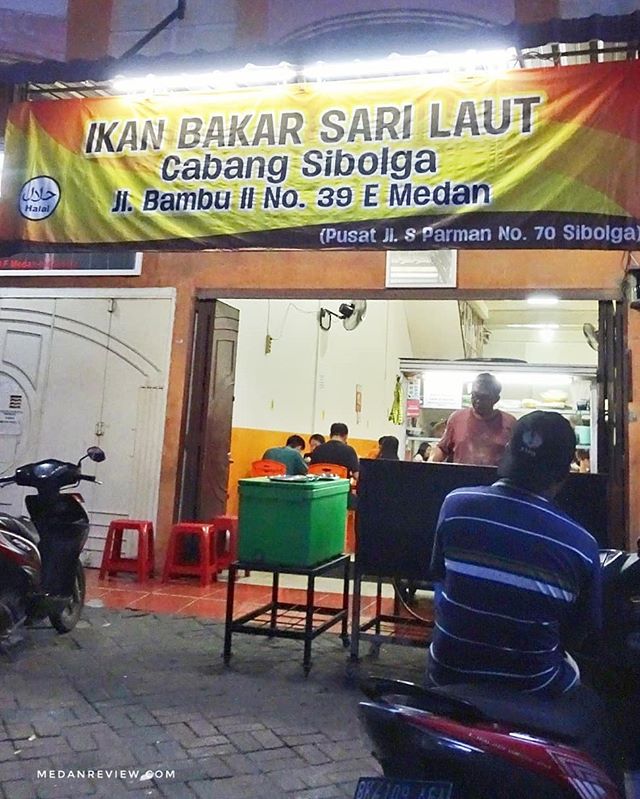 IKAN BAKAR SARI LAUT
Cabang Sibolga
Jl. Bambu II No. 39 E Medan
(Pusat Jl. S Parman No. 70 Sibolga)
حلال
Halal
MEDANREVIEW.COM